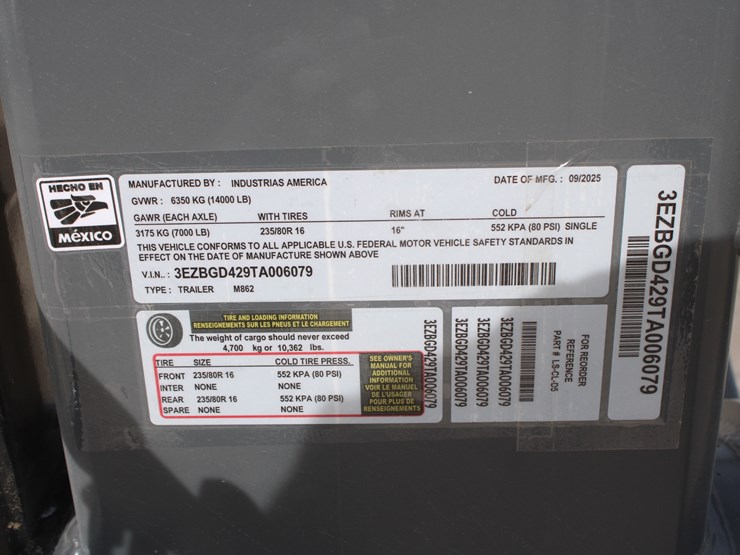 HECHO EN
MÉXICO
MANUFACTURED BY : INDUSTRIAS AMERICA DATE OF MFG. : 09/2025
GVWR : 6350 KG (14000 LB)
GAWR (EACH AXLE) WITH TIRES RIMS AT COLD
3175 KG (7000 LB) 235/80R 16 16" 552 KPA (80 PSI) SINGLE
THIS VEHICLE CONFORMS TO ALL APPLICABLE U.S. FEDERAL MOTOR VEHICLE SAFETY STANDARDS IN
EFFECT ON THE DATE OF MANUFACTURE SHOWN ABOVE
V.I.N.. : 3EZBGD429TA006079
TYPE : TRAILER M862
TIRE AND LOADING INFORMATION
RENSEIGNEMENTS SUR LES PNEUS ET LE CHARGEMENT
The weight of cargo should never exceed
4,700 kg or 10,362 lbs.
TIRE SIZE COLD TIRE PRESS.
FRONT 235/80R 16 552 KPA (80 PSI)
INTER NONE NONE
REAR 235/80R 16 552 KPA (80 PSI)
SPARE NONE NONE
SEE OWNER'S
MANUAL FOR
ADDITIONAL
INFORMATION
VOIR LE MANUEL
DE L'USAGER
POUR PLUS DE
RENSEIGNEMENTS
3EZBGD429TA006079
3EZBGD429TA006079
3EZBGD429TA006079
3EZBGD429TA006079
FOR REORDER
REFERENCE
PART # LS-CL-05
3EZBGD429TA006079